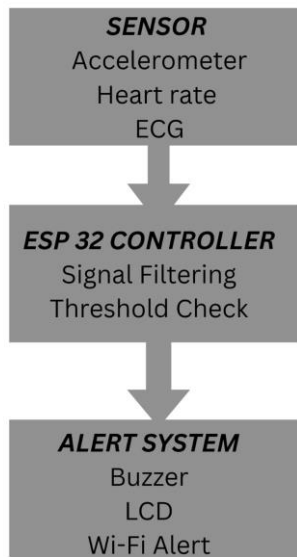 SENSOR
Accelerometer
Heart rate
ECG
ESP 32 CONTROLLER
Signal Filtering
Threshold Check
ALERT SYSTEM
Buzzer
LCD
Wi-Fi Alert